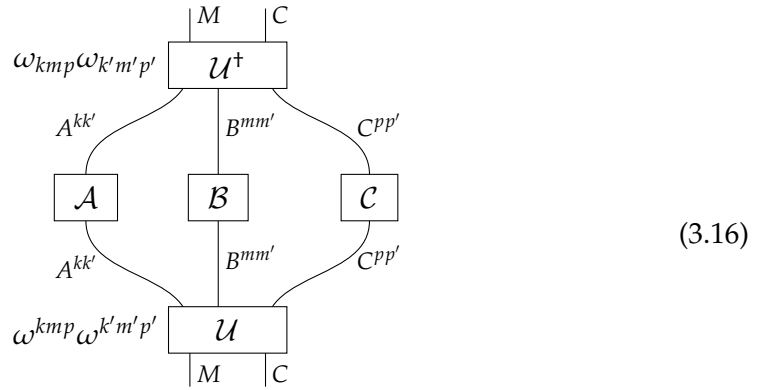 M C
ω_{kmp}ω_{k′m′p′} 𝒰†
A^{kk′} B^{mm′} C^{pp′}
𝒜 ℬ 𝒞 (3.16)
A^{kk′} B^{mm′} C^{pp′}
ω^{kmp}ω^{k′m′p′} 𝒰
M C